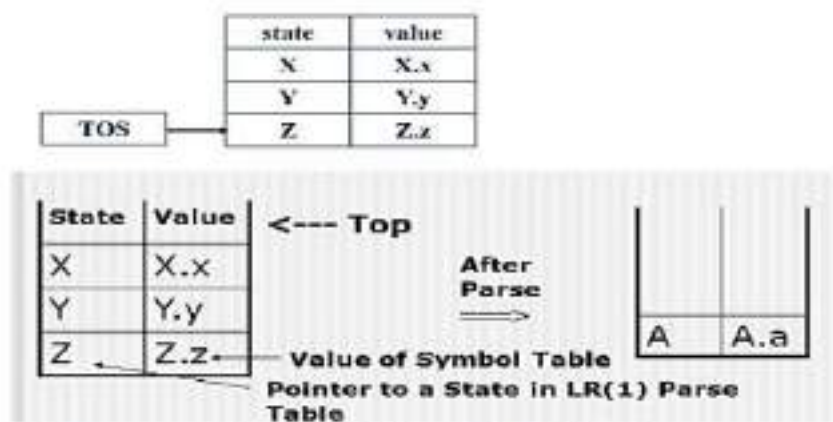 state value
X X.x
Y Y.y
TOS Z Z.z
State Value <--- Top
X X.x After
Parse
Y Y.y
Z Z.z Value of Symbol Table A A.a
Pointer to a State in LR(1) Parse
Table